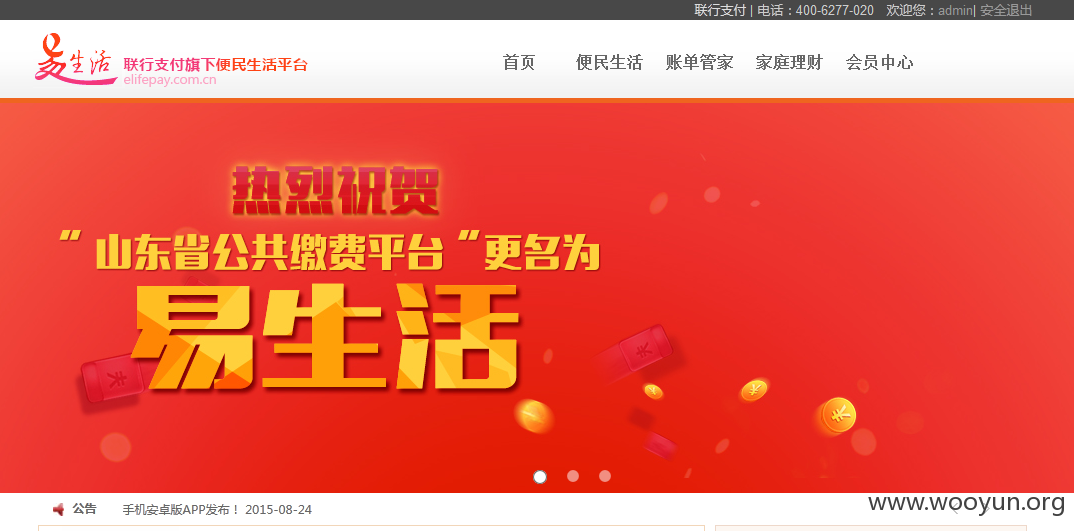 联行支付 | 电话：400-6277-020 欢迎您：admin| 安全退出
易生活 联行支付旗下便民生活平台
elifepay.com.cn
首页 便民生活 账单管家 家庭理财 会员中心
热烈祝贺
"山东省公共缴费平台"更名为
易生活
公告 手机安卓版APP发布！ 2015-08-24
www.wooyun.org